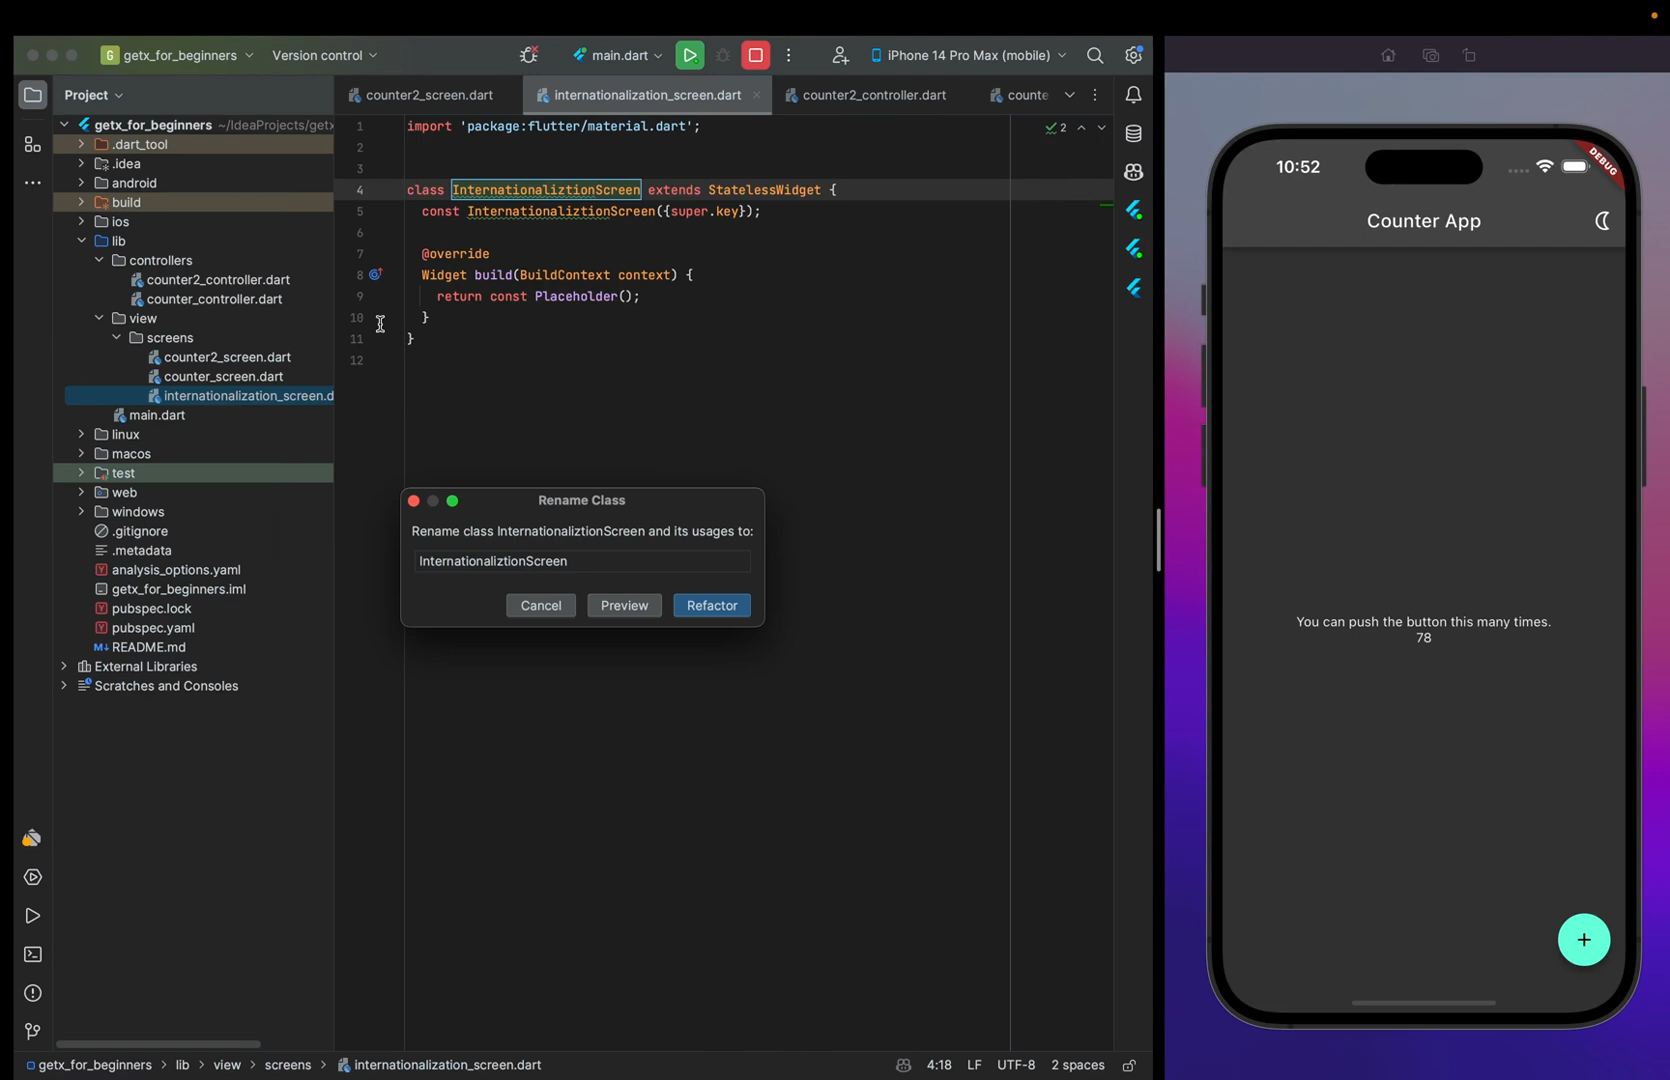 G getx_for_beginners Version control main.dart iPhone 14 Pro Max (mobile)
Project
counter2_screen.dart internationalization_screen.dart counter2_controller.dart counte
getx_for_beginners ~/IdeaProjects/getx
.dart_tool
.idea
android
build
ios
lib
controllers
counter2_controller.dart
counter_controller.dart
view
screens
counter2_screen.dart
counter_screen.dart
internationalization_screen.d
main.dart
linux
macos
test
web
windows
.gitignore
.metadata
analysis_options.yaml
getx_for_beginners.iml
pubspec.lock
pubspec.yaml
M↓ README.md
External Libraries
Scratches and Consoles
2
1 import 'package:flutter/material.dart';
2
3
4 class InternationaliztionScreen extends StatelessWidget {
5 const InternationaliztionScreen({super.key});
6
7 @override
8 Widget build(BuildContext context) {
9 return const Placeholder();
10 }
11 }
12
Rename Class
Rename class InternationaliztionScreen and its usages to:
InternationaliztionScreen
Cancel Preview Refactor
getx_for_beginners > lib > view > screens > internationalization_screen.dart 4:18 LF UTF-8 2 spaces
10:52
DEBUG
Counter App
You can push the button this many times.
78
+